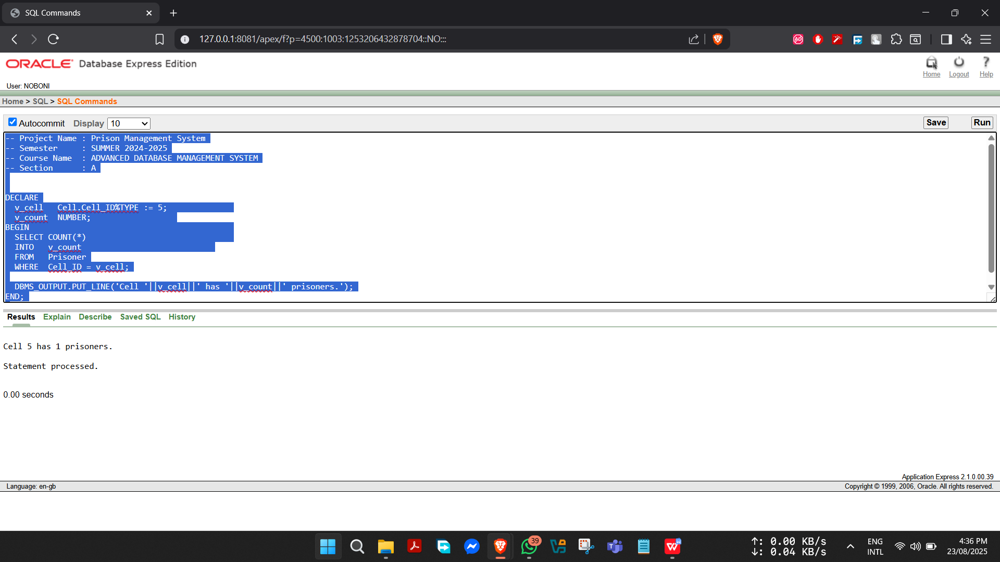 SQL Commands
127.0.0.1:8081/apex/f?p=4500:1003:1253206432878704::NO:::
ORACLE Database Express Edition
Home Logout Help
User: NOBONI
Home > SQL > SQL Commands
Autocommit Display 10 Save Run
-- Project Name : Prison Management System
-- Semester     : SUMMER 2024-2025
-- Course Name  : ADVANCED DATABASE MANAGEMENT SYSTEM
-- Section      : A
DECLARE
  v_cell   Cell.Cell_ID%TYPE := 5;
  v_count  NUMBER;
BEGIN
  SELECT COUNT(*)
  INTO   v_count
  FROM   Prisoner
  WHERE  Cell_ID = v_cell;
  DBMS_OUTPUT.PUT_LINE('Cell '||v_cell||' has '||v_count||' prisoners.');
END;
Results Explain Describe Saved SQL History
Cell 5 has 1 prisoners.
Statement processed.
0.00 seconds
Application Express 2.1.0.00.39
Language: en-gb Copyright © 1999, 2006, Oracle. All rights reserved.
39
↑: 0.00 KB/s
↓: 0.04 KB/s
ENG
INTL
4:36 PM
23/08/2025